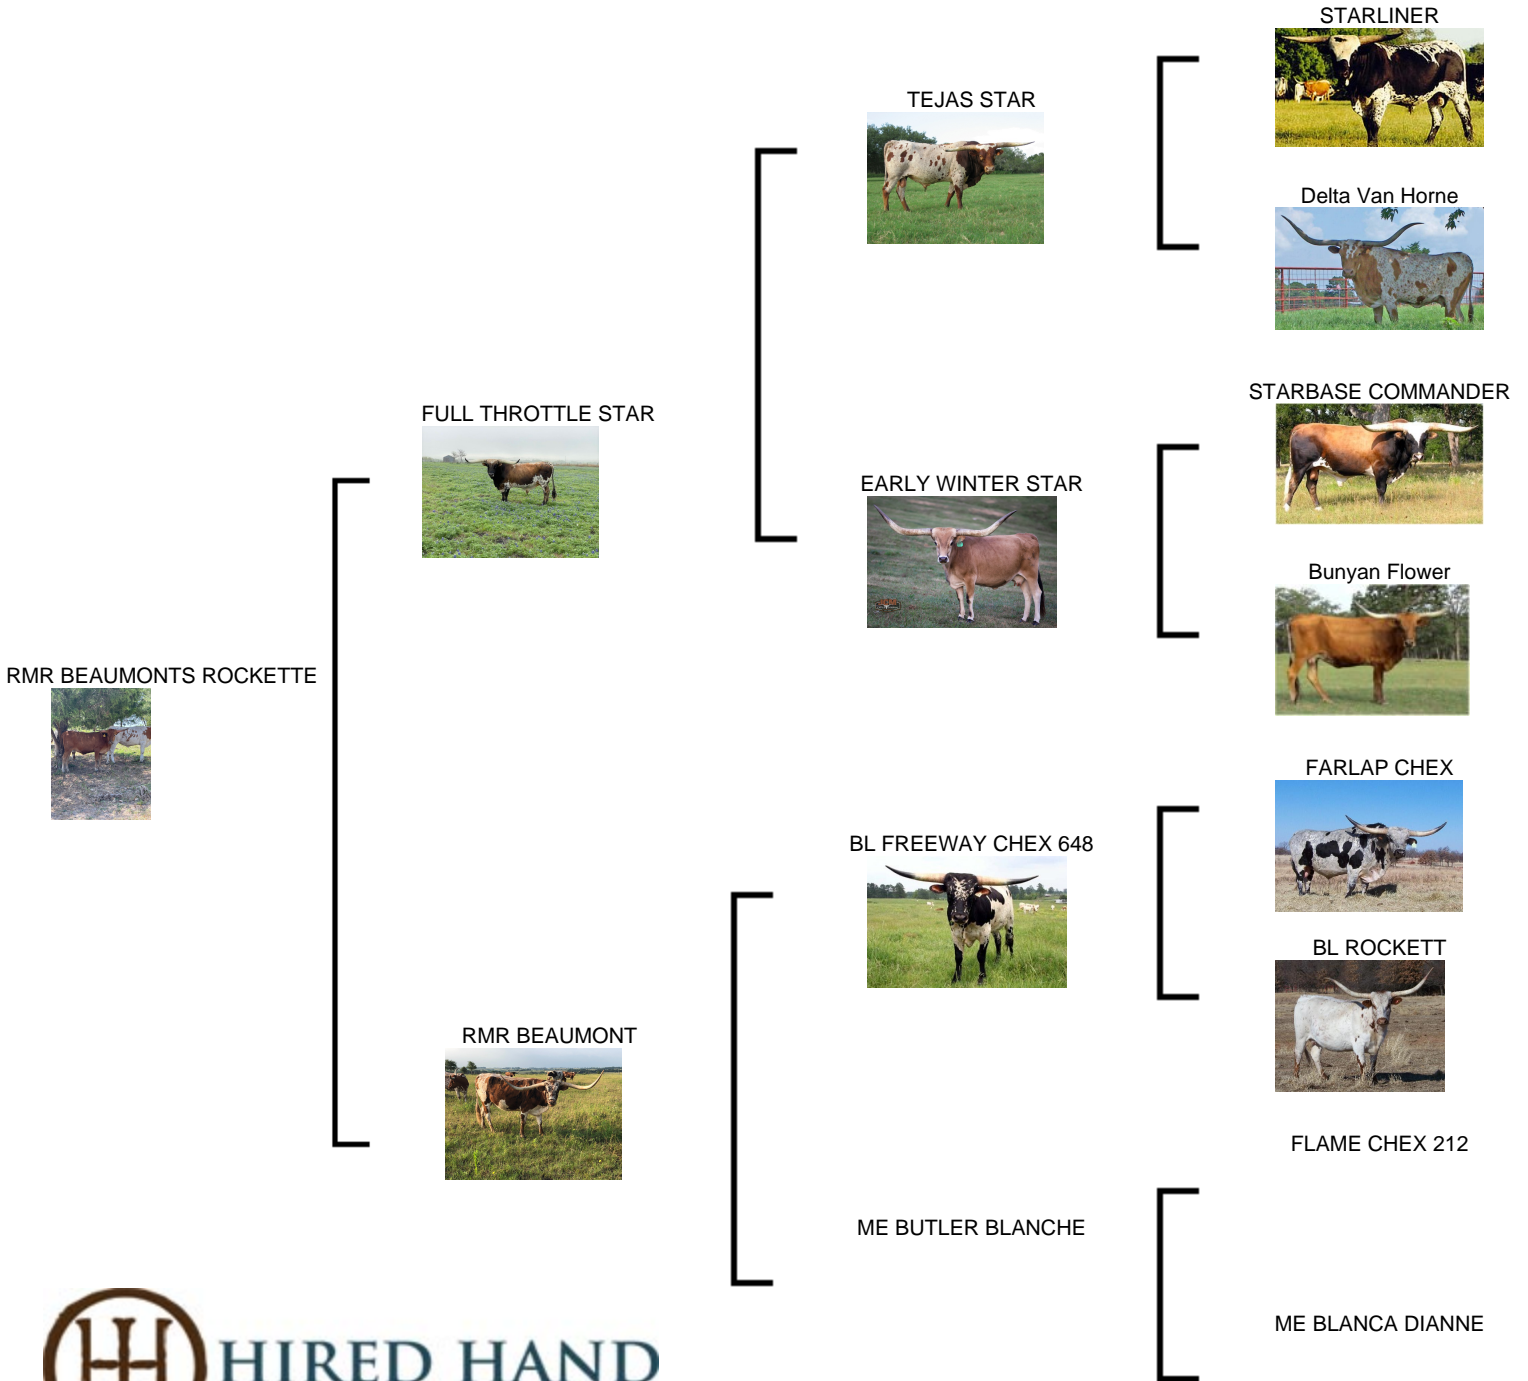 STARLINER
TEJAS STAR
Delta Van Horne
STARBASE COMMANDER
FULL THROTTLE STAR
EARLY WINTER STAR
Bunyan Flower
RMR BEAUMONTS ROCKETTE
FARLAP CHEX
BL FREEWAY CHEX 648
BL ROCKETT
RMR BEAUMONT
FLAME CHEX 212
ME BUTLER BLANCHE
ME BLANCA DIANNE
HIRED HAND